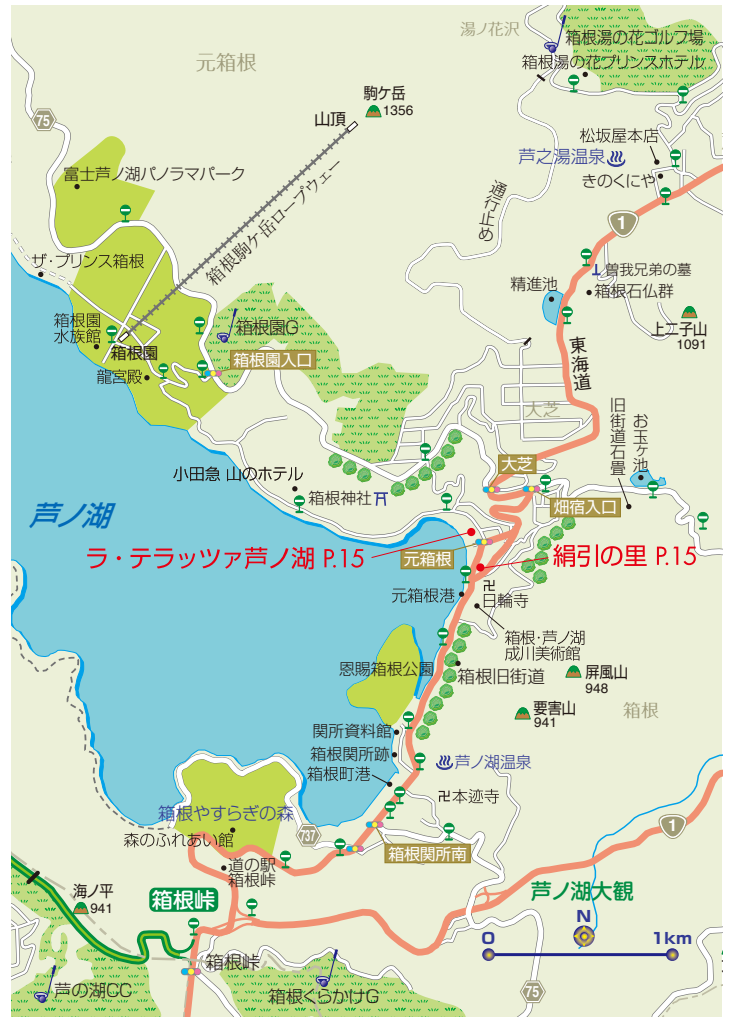 湯ノ花沢
箱根湯の花ゴルフ場
元箱根
箱根湯の花プリンスホテル
駒ケ岳
1356
山頂
75
松坂屋本店
芦之湯温泉
きのくにや
富士芦ノ湖パノラマパーク
箱根駒ケ岳ロープウェー
通行止め
1
ザ・プリンス箱根
曽我兄弟の墓
精進池
箱根石仏群
箱根園
水族館
箱根園G
上二子山
1091
箱根園
箱根園入口
東海道
龍宮殿
大芝
旧街道石畳
お玉ヶ池
大芝
小田急 山のホテル
箱根神社
畑宿入口
芦ノ湖
ラ・テラッツァ芦ノ湖 P.15
元箱根
絹引の里 P.15
元箱根港
卍
日輪寺
箱根・芦ノ湖
成川美術館
恩賜箱根公園
箱根旧街道
屏風山
948
要害山
941
箱根
関所資料館
箱根関所跡
芦ノ湖温泉
箱根町港
卍本迹寺
箱根やすらぎの森
737
1
森のふれあい館
箱根関所南
道の駅
箱根峠
海ノ平
941
箱根峠
芦ノ湖大観
N
0
1km
箱根峠
芦の湖CC
箱根くらかけG
75